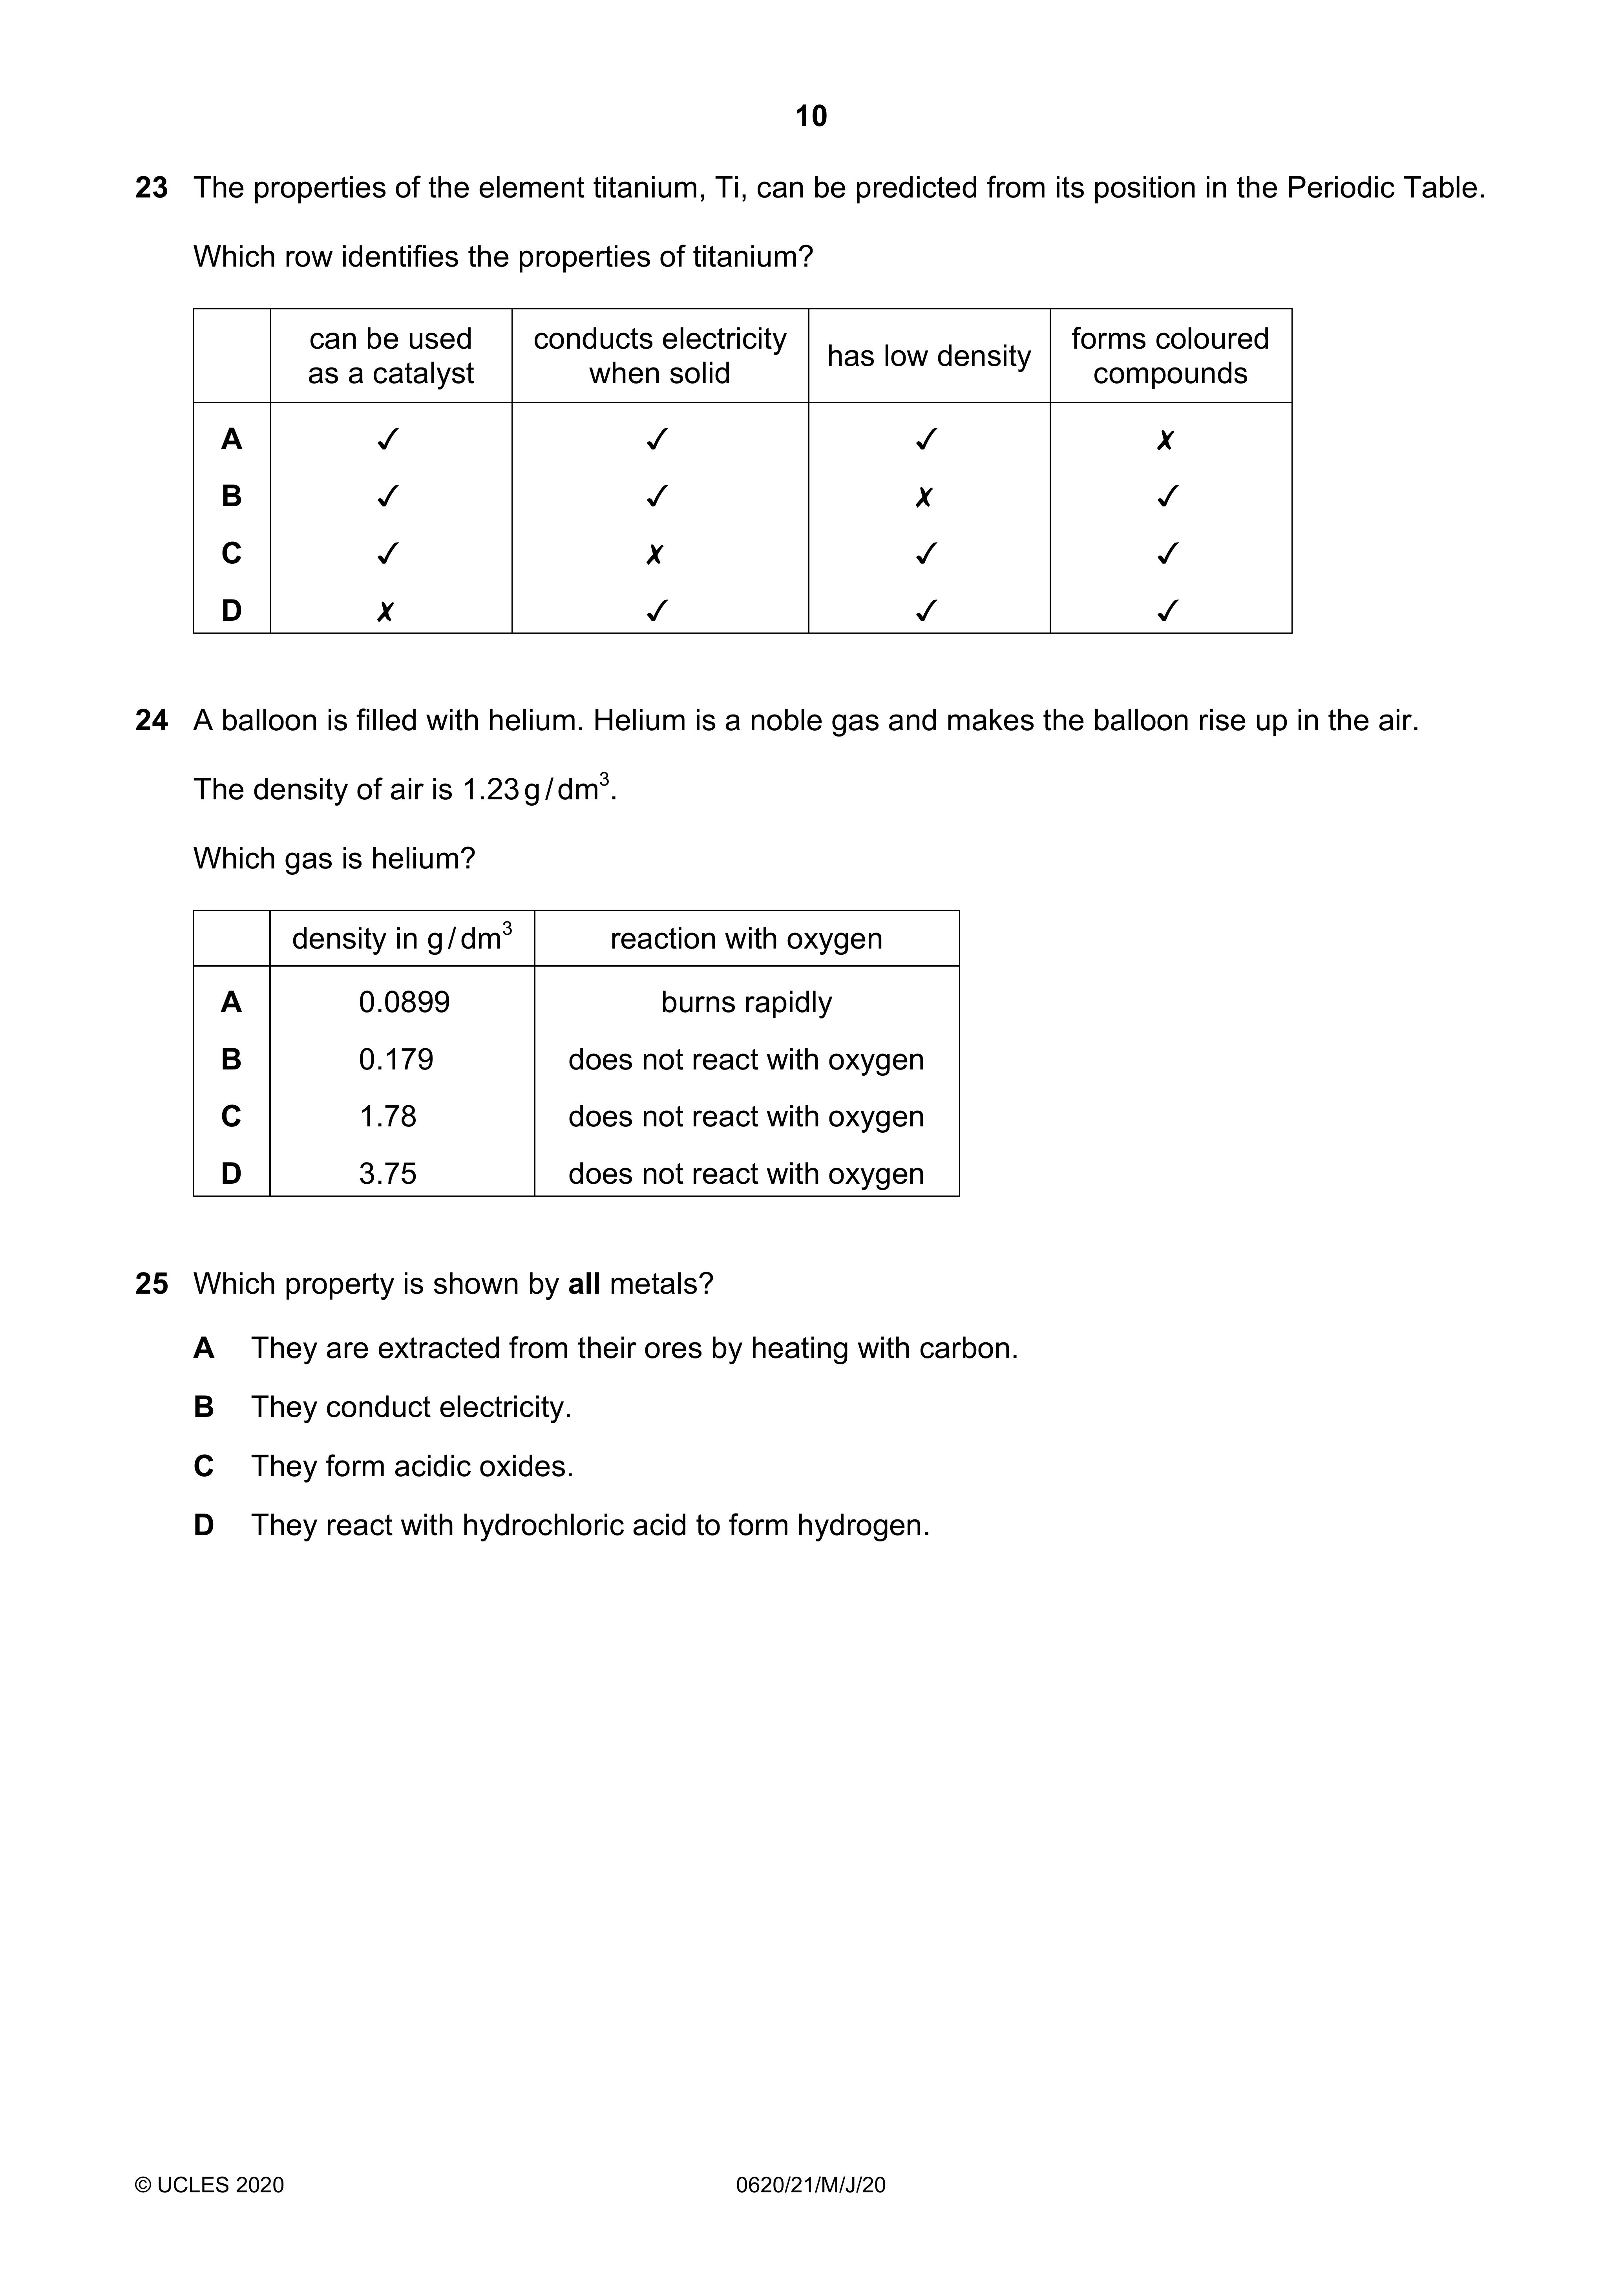 10
23 The properties of the element titanium, Ti, can be predicted from its position in the Periodic Table.
Which row identifies the properties of titanium?
can be used as a catalyst | conducts electricity when solid | has low density | forms coloured compounds
A ✓ ✓ ✓ ✗
B ✓ ✓ ✗ ✓
C ✓ ✗ ✓ ✓
D ✗ ✓ ✓ ✓
24 A balloon is filled with helium. Helium is a noble gas and makes the balloon rise up in the air.
The density of air is 1.23 g / dm³.
Which gas is helium?
density in g / dm³ | reaction with oxygen
A 0.0899 burns rapidly
B 0.179 does not react with oxygen
C 1.78 does not react with oxygen
D 3.75 does not react with oxygen
25 Which property is shown by all metals?
A They are extracted from their ores by heating with carbon.
B They conduct electricity.
C They form acidic oxides.
D They react with hydrochloric acid to form hydrogen.
© UCLES 2020 0620/21/M/J/20